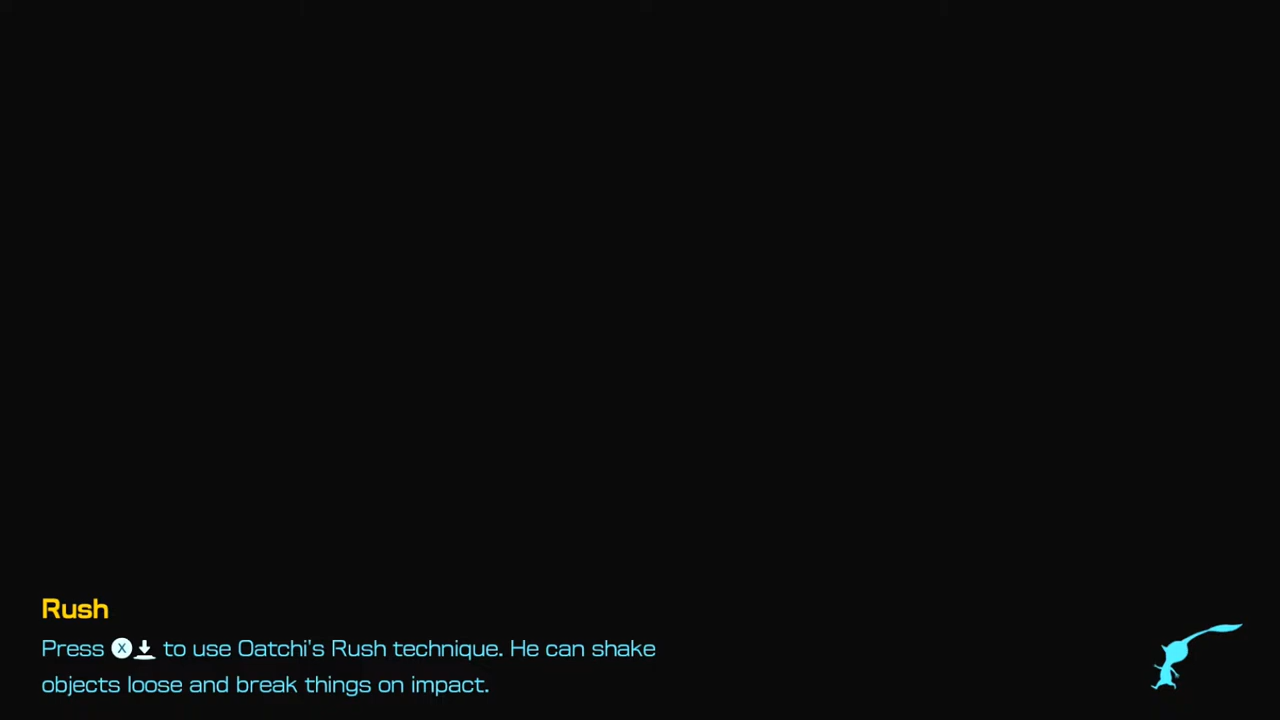 Rush
Press X to use Oatchi's Rush technique. He can shake
objects loose and break things on impact.